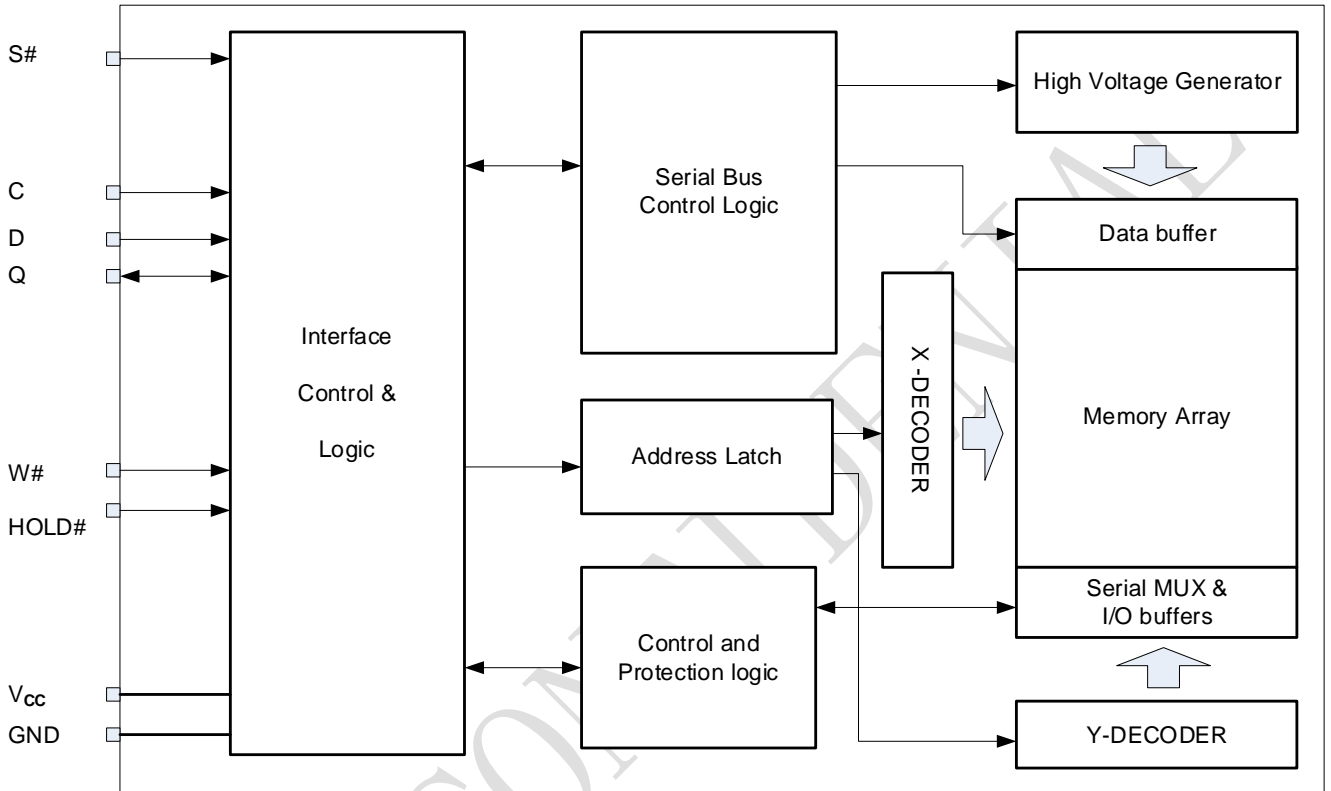 S#
C
D
Q
W#
HOLD#
VCC
GND
Interface
Control &
Logic
Serial Bus
Control Logic
Address Latch
Control and
Protection logic
X -DECODER
High Voltage Generator
Data buffer
Memory Array
Serial MUX &
I/O buffers
Y-DECODER